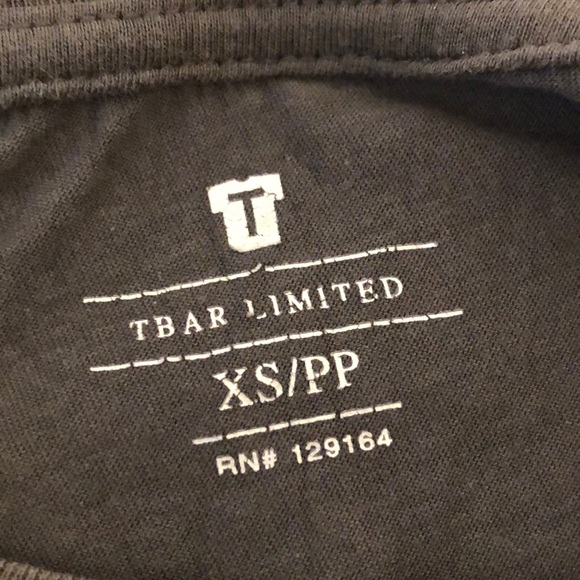 T
TBAR LIMITED
XS/PP
RN# 129164